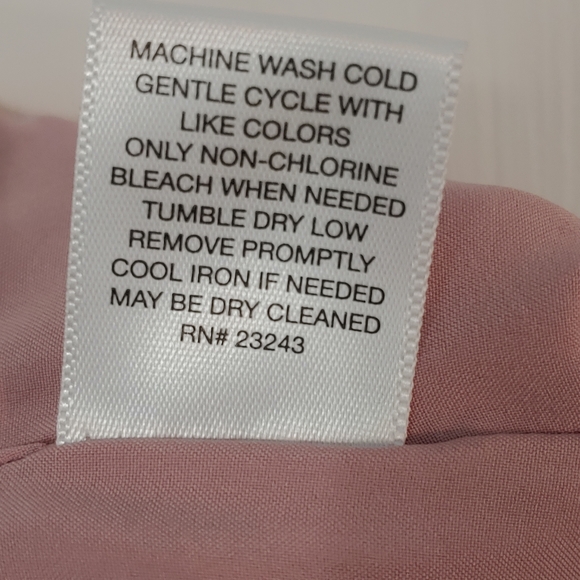 MACHINE WASH COLD
GENTLE CYCLE WITH
LIKE COLORS
ONLY NON-CHLORINE
BLEACH WHEN NEEDED
TUMBLE DRY LOW
REMOVE PROMPTLY
COOL IRON IF NEEDED
MAY BE DRY CLEANED
RN# 23243